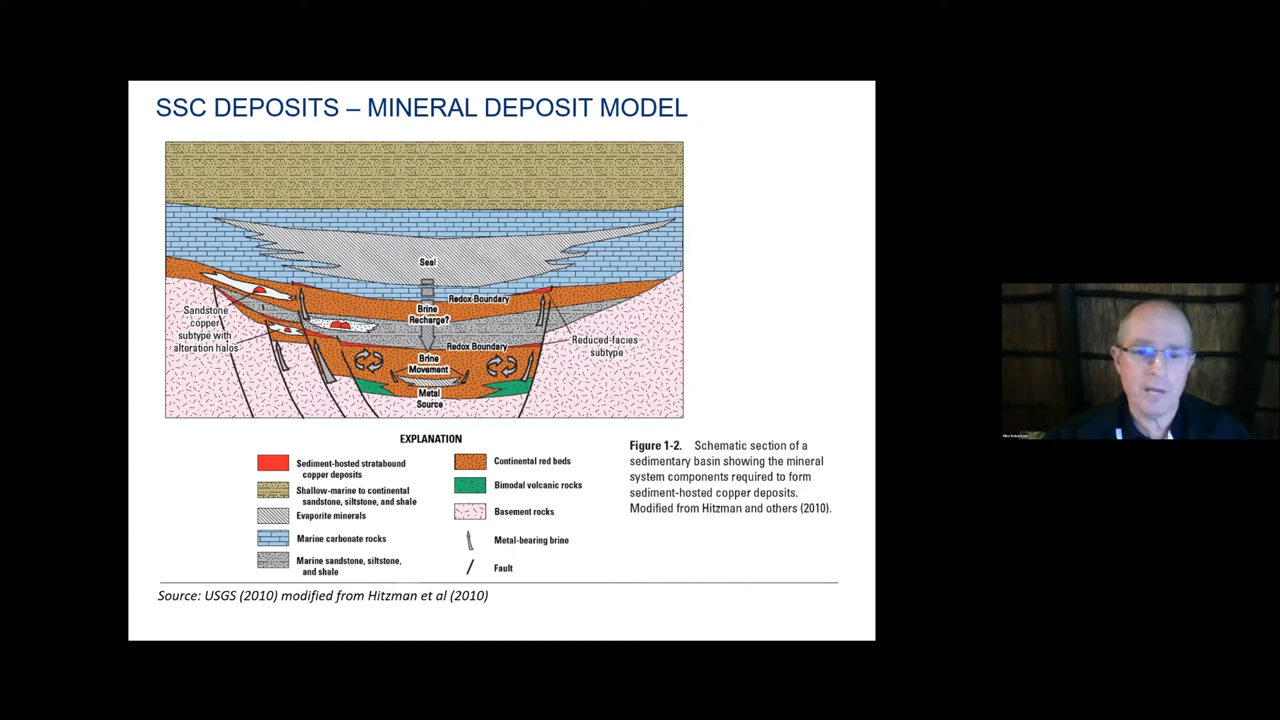 SSC DEPOSITS – MINERAL DEPOSIT MODEL
Seal
Redox Boundary
Brine
Recharge?
Sandstone
copper
subtype with
alteration halos
Reduced-facies
subtype
Redox Boundary
Brine
Movement
Metal
Source
EXPLANATION
Sediment-hosted stratabound
copper deposits
Shallow-marine to continental
sandstone, siltstone, and shale
Evaporite minerals
Marine carbonate rocks
Marine sandstone, siltstone,
and shale
Continental red beds
Bimodal volcanic rocks
Basement rocks
Metal-bearing brine
Fault
Figure 1-2. Schematic section of a
sedimentary basin showing the mineral
system components required to form
sediment-hosted copper deposits.
Modified from Hitzman and others (2010).
Source: USGS (2010) modified from Hitzman et al (2010)